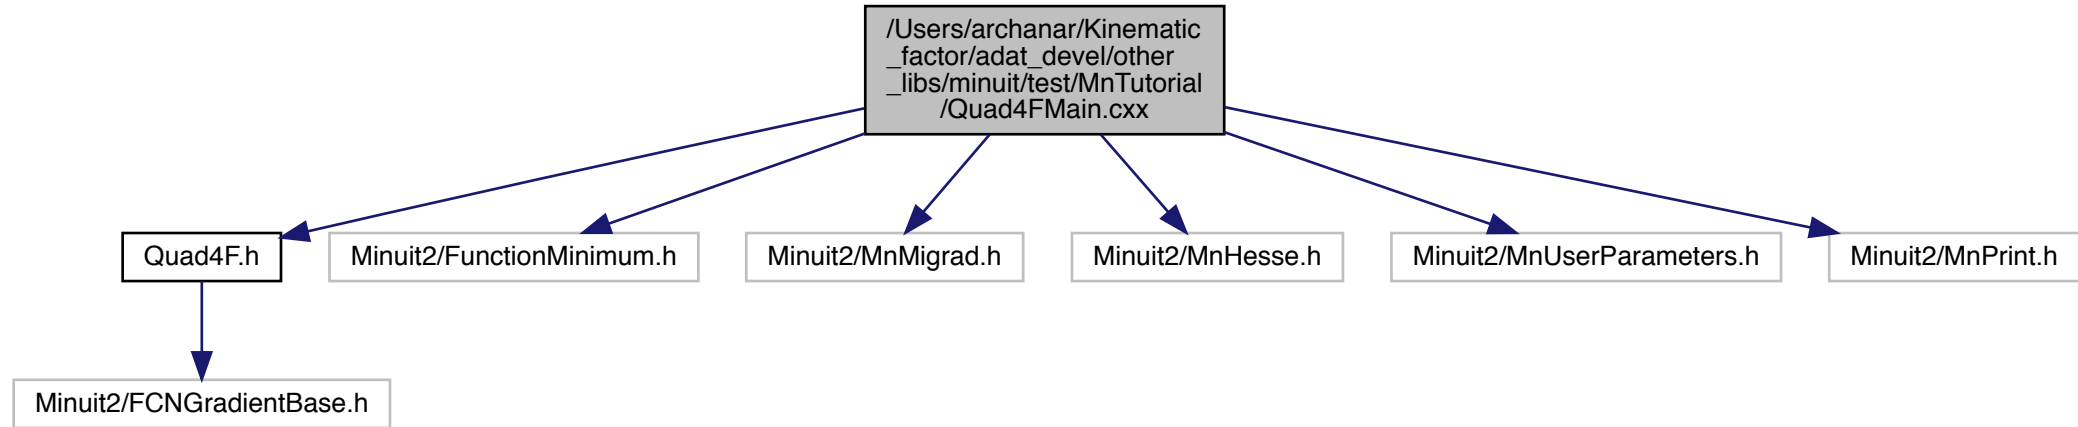 /Users/archanar/Kinematic
_factor/adat_devel/other
_libs/minuit/test/MnTutorial
/Quad4FMain.cxx
Quad4F.h
Minuit2/FunctionMinimum.h
Minuit2/MnMigrad.h
Minuit2/MnHesse.h
Minuit2/MnUserParameters.h
Minuit2/MnPrint.h
Minuit2/FCNGradientBase.h